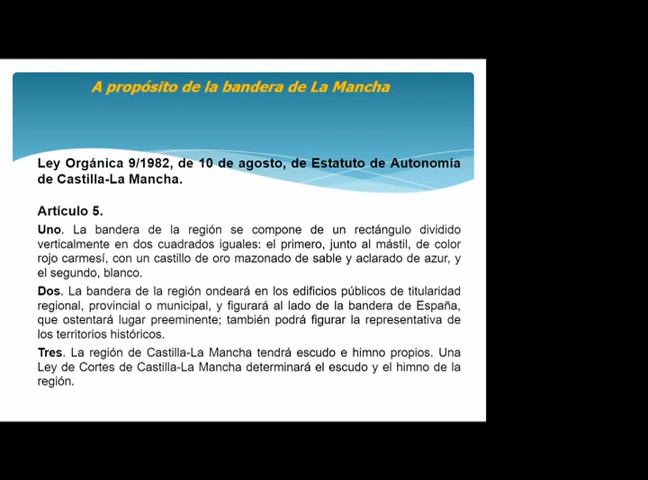 A propósito de la bandera de La Mancha
Ley Orgánica 9/1982, de 10 de agosto, de Estatuto de Autonomía
de Castilla-La Mancha.
Artículo 5.
Uno. La bandera de la región se compone de un rectángulo dividido
verticalmente en dos cuadrados iguales: el primero, junto al mástil, de color
rojo carmesí, con un castillo de oro mazonado de sable y aclarado de azur, y
el segundo, blanco.
Dos. La bandera de la región ondeará en los edificios públicos de titularidad
regional, provincial o municipal, y figurará al lado de la bandera de España,
que ostentará lugar preeminente; también podrá figurar la representativa de
los territorios históricos.
Tres. La región de Castilla-La Mancha tendrá escudo e himno propios. Una
Ley de Cortes de Castilla-La Mancha determinará el escudo y el himno de la
región.